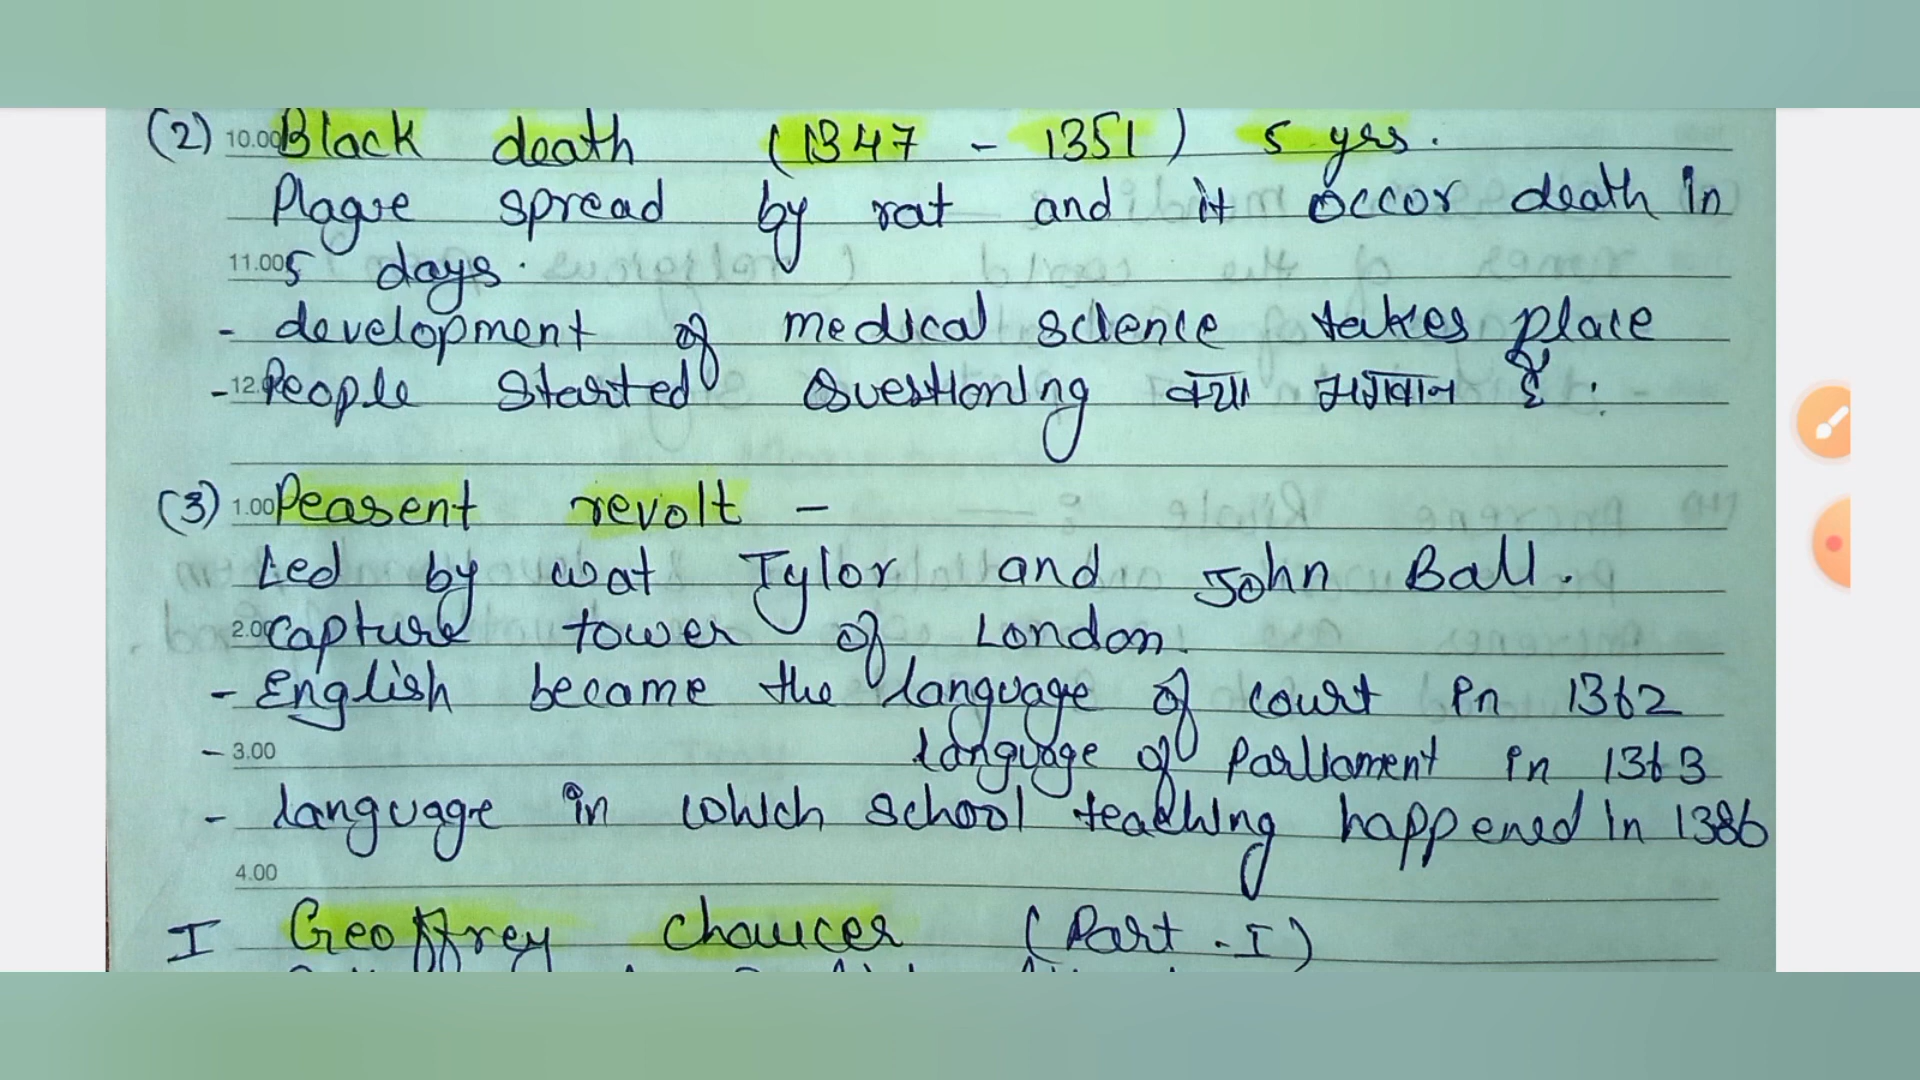 (2) 10.00 Black death (1347 - 1351) 5 yrs.
Plague spread by rat and it occor death in
11.00 5 days.
- development of medical science takes place
- 12. People started questioning क्या भगवान है.
(3) 1.00 Peasent revolt -
Led by wat Tylor and John Ball.
2.00 Capture tower of London.
- English became the language of court in 1362
- 3.00 language of Parliament in 1363
- language in which school teaching happened in 1386
4.00
I Geoffrey chaucer (Part - I)